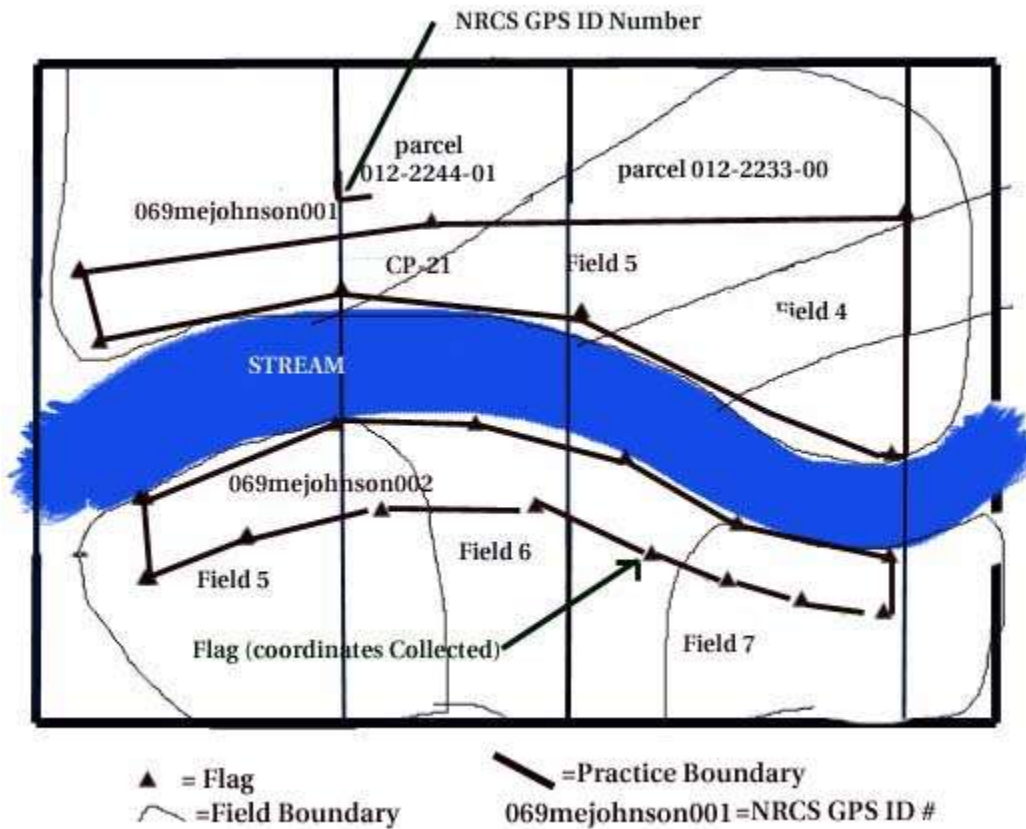 NRCS GPS ID Number
parcel
012-2244-01
parcel 012-2233-00
069mejohnson001
CP-21
Field 5
Field 4
STREAM
069mejohnson002
Field 6
Field 5
Flag (coordinates Collected)
Field 7
= Flag
=Practice Boundary
=Field Boundary
069mejohnson001=NRCS GPS ID #